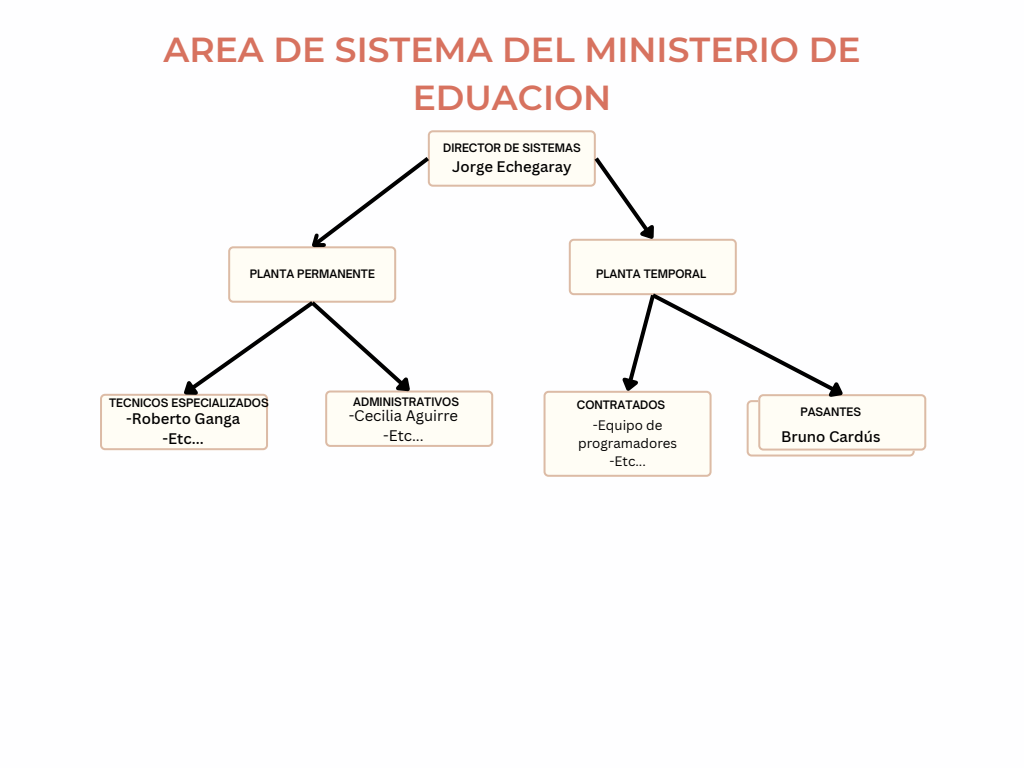 AREA DE SISTEMA DEL MINISTERIO DE
EDUACION
DIRECTOR DE SISTEMAS
Jorge Echegaray
PLANTA PERMANENTE
PLANTA TEMPORAL
TECNICOS ESPECIALIZADOS
-Roberto Ganga
-Etc...
ADMINISTRATIVOS
-Cecilia Aguirre
-Etc...
CONTRATADOS
-Equipo de
programadores
-Etc...
PASANTES
Bruno Cardús